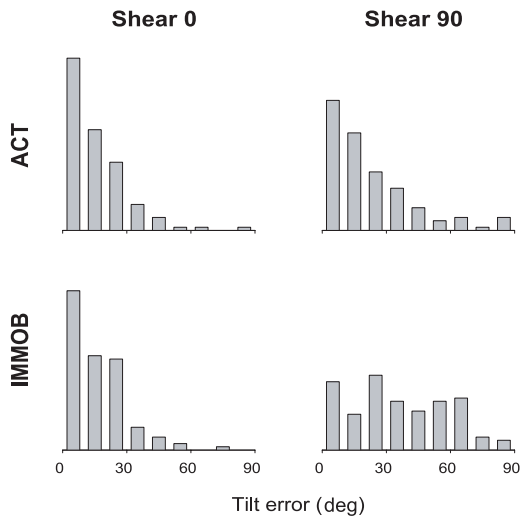 Shear 0 Shear 90
ACT
IMMOB
0 30 60 90 0 30 60 90
Tilt error (deg)